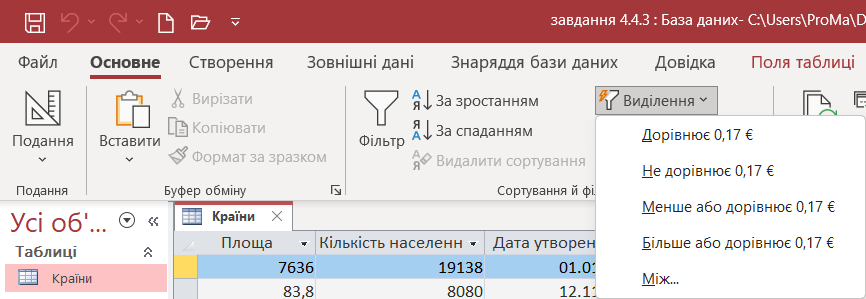 завдання 4.4.3 : База даних- C:\Users\ProMa\D
Файл Основне Створення Зовнішні дані Знаряддя бази даних Довідка Поля таблиці
Подання
Вставити
Вирізати
Копіювати
Формат за зразком
Фільтр
За зростанням
За спаданням
Видалити сортування
Виділення
Дорівнює 0,17 €
Не дорівнює 0,17 €
Менше або дорівнює 0,17 €
Більше або дорівнює 0,17 €
Між...
Подання Буфер обміну Сортування й філ
Усі об'...
Таблиці
Країни
Країни
Площа Кількість населенн Дата утворен
7636 19138 01.01
83,8 8080 12.11